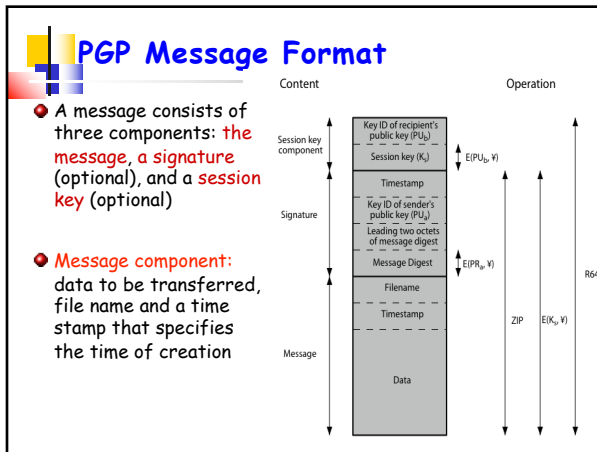 PGP Message Format
A message consists of
three components: the
message, a signature
(optional), and a session
key (optional)
Message component:
data to be transferred,
file name and a time
stamp that specifies
the time of creation
Content
Operation
Session key
component
Key ID of recipient's
public key (PUb)
Session key (Ks)
E(PUb, ¥)
Signature
Timestamp
Key ID of sender's
public key (PUa)
Leading two octets
of message digest
Message Digest
E(PRa, ¥)
Message
Filename
Timestamp
Data
ZIP
E(Ks, ¥)
R64